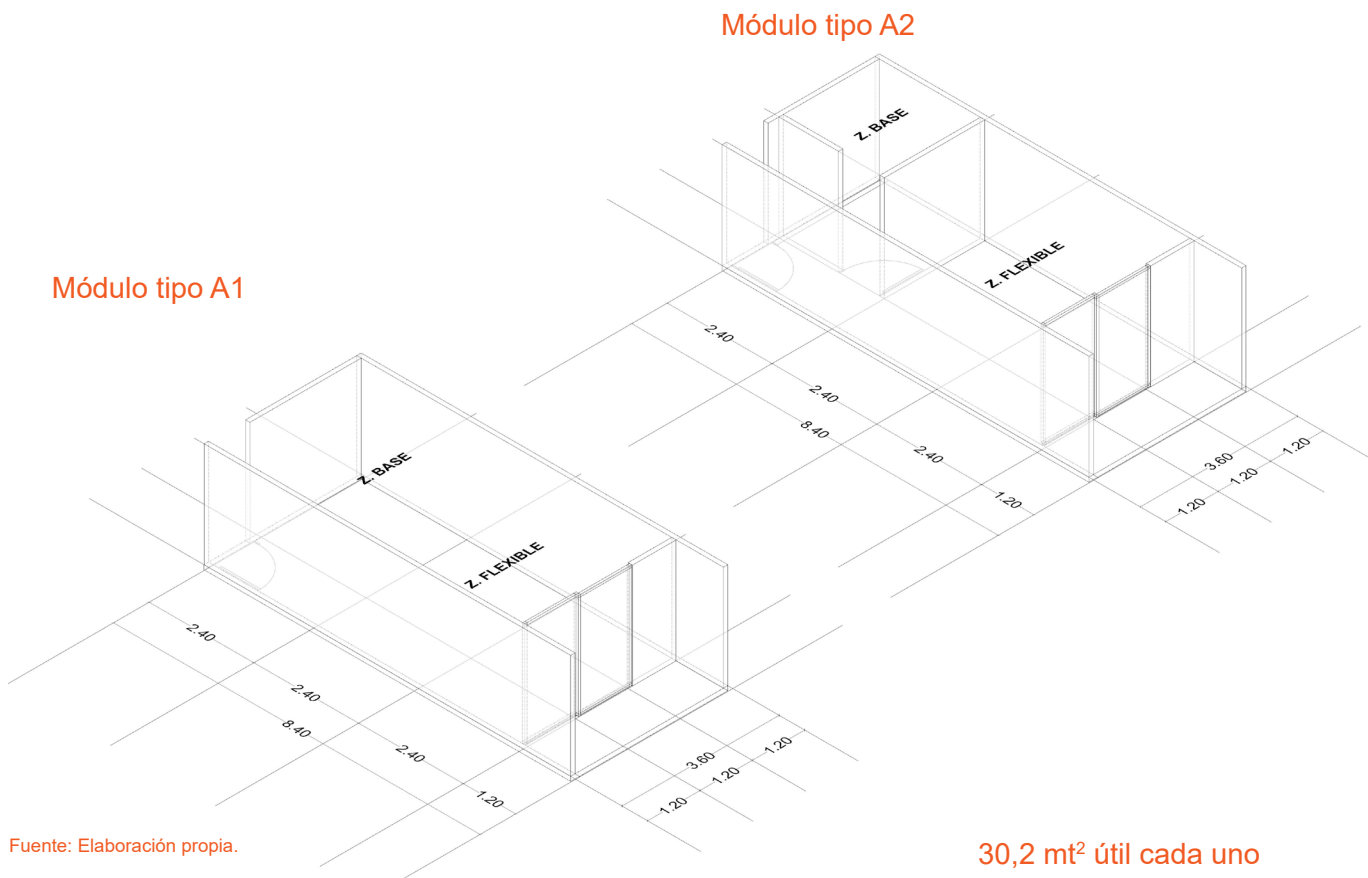 Módulo tipo A2
Z. BASE
Z. FLEXIBLE
2.40
2.40
8.40
2.40
1.20
3.60
1.20
1.20
1.20
Módulo tipo A1
Z. BASE
Z. FLEXIBLE
2.40
2.40
8.40
2.40
1.20
3.60
1.20
1.20
1.20
Fuente: Elaboración propia.
30,2 mt² útil cada uno